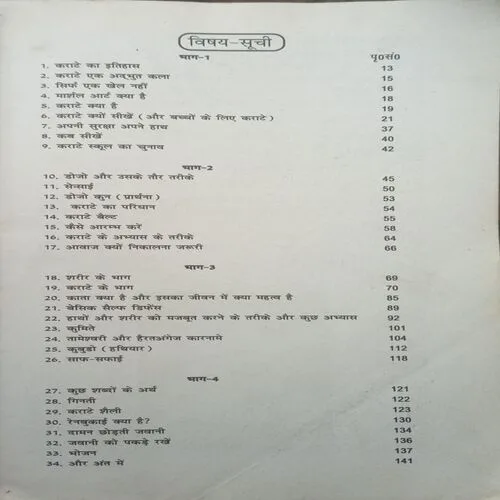 विषय-सूची
भाग-1 पृ0सं0
1. कराटे का इतिहास 13
2. कराटे एक अद्भुत कला 15
3. सिर्फ एक खेल नहीं 16
4. मार्शल आर्ट क्या है 18
5. कराटे क्या है 19
6. कराटे क्यों सीखें (और बच्चों के लिए कराटे) 21
7. अपनी सुरक्षा अपने हाथ 37
8. कब सीखें 40
9. कराटे स्कूल का चुनाव 42
भाग-2
10. डोजो और उसके तौर तरीके 45
11. सेन्साई 50
12. डोजो कुन (प्रार्थना) 53
13. कराटे का परिधान 54
14. कराटे बैल्ट 55
15. कैसे आरम्भ करें 58
16. कराटे के अभ्यास के तरीके 64
17. आवाज क्यों निकालना जरूरी 66
भाग-3
18. शरीर के भाग 69
19. कराटे के भाग 70
20. काता क्या है और इसका जीवन में क्या महत्व है 85
21. बेसिक सैल्फ डिफेंस 89
22. हाथों और शरीर को मजबूत करने के तरीके और कुछ अभ्यास 92
23. कुमिते 101
24. तामेश्वरी और हैरतअंगेज कारनामे 104
25. कुबुडो (हथियार) 112
26. साफ-सफाई 118
भाग-4
27. कुछ शब्दों के अर्थ 121
28. गिनती 122
29. कराटे शैली 123
30. रेनबुकाई क्या है? 130
31. दामन छोड़ती जवानी 134
32. जवानी को पकड़े रखें 136
33. भोजन 137
34. और अंत में 141